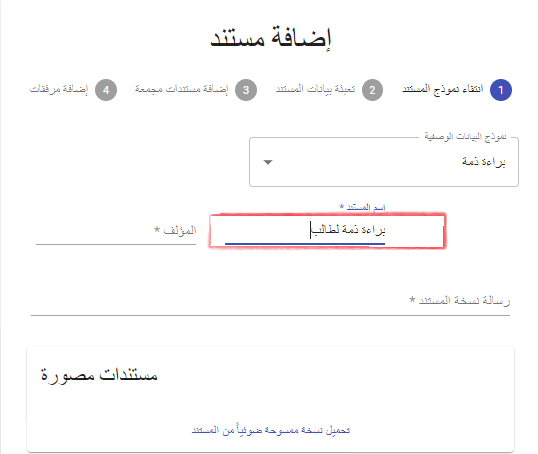 إضافة مستند
1 انتقاء نموذج المستند 2 تعبئة بيانات المستند 3 إضافة مستندات مجمعة 4 إضافة مرفقات
نموذج البيانات الوصفية
براءة ذمة
إسم المستند *
براءة ذمة لطالب
المؤلف *
رسالة نسخة المستند *
مستندات مصورة
تحميل نسخة ممسوحة ضوئياً من المستند